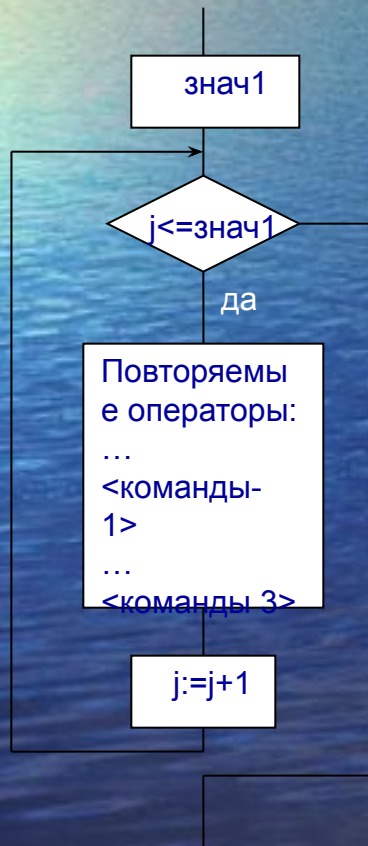 знач1
j<=знач1
да
Повторяемы
е операторы:
…
<команды-
1>
…
<команды 3>
j:=j+1